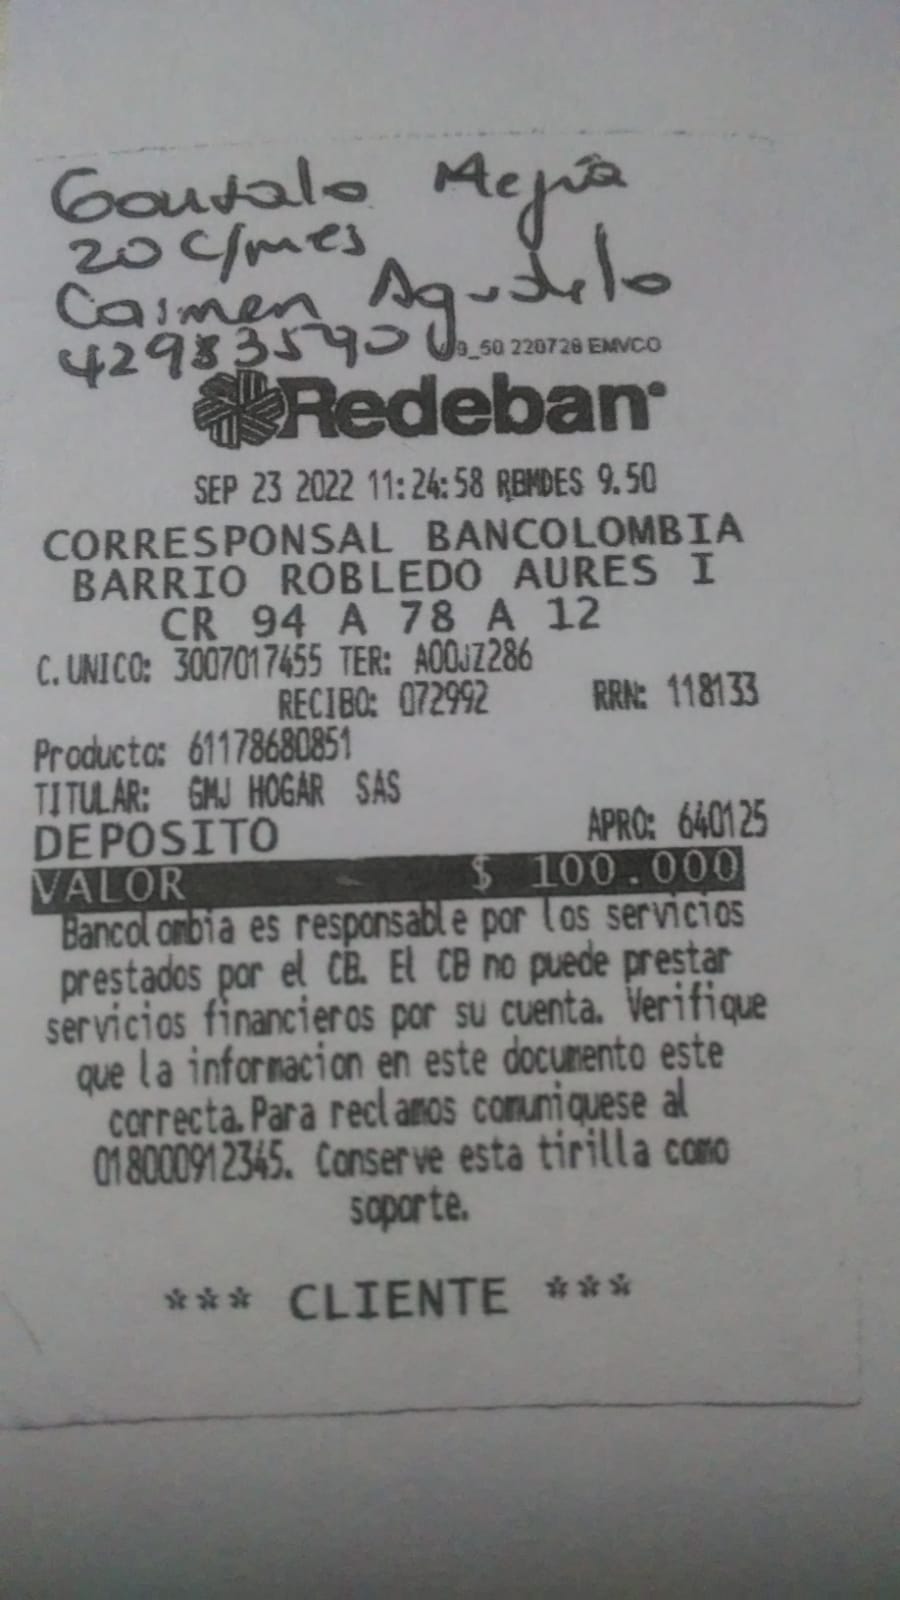 Gonzalo Mejía
20 C/mes
Carmen Agudelo
42983590
9_50 220728 EMVCO
Redeban
SEP 23 2022 11:24:58 RBMDES 9.50
CORRESPONSAL BANCOLOMBIA
BARRIO ROBLEDO AURES I
CR 94 A 78 A 12
C.UNICO: 3007017455 TER: A00JZ286
RECIBO: 072992 RRN: 118133
Producto: 61178680851
TITULAR: GMJ HOGAR SAS
DEPOSITO APRO: 640125
VALOR $ 100.000
Bancolombia es responsable por los servicios
prestados por el CB. El CB no puede prestar
servicios financieros por su cuenta. Verifique
que la informacion en este documento este
correcta.Para reclamos comuniquese al
018000912345. Conserve esta tirilla como
soporte.
*** CLIENTE ***